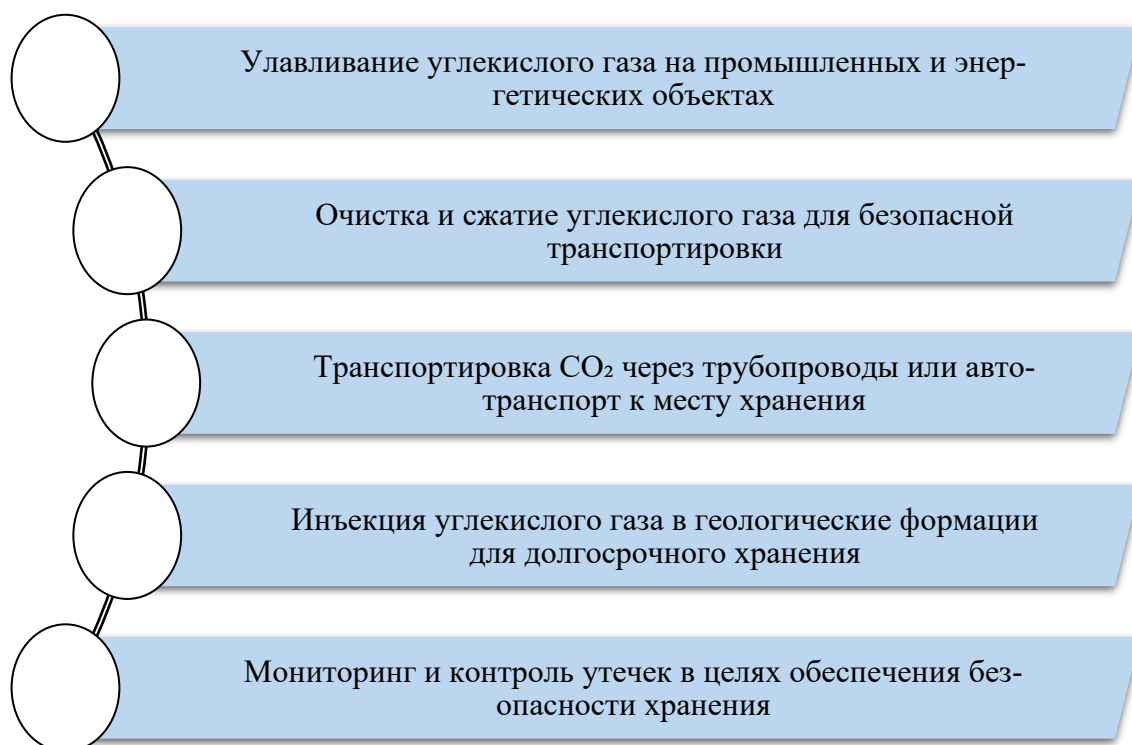 Улавливание углекислого газа на промышленных и энер-
гетических объектах
Очистка и сжатие углекислого газа для безопасной
транспортировки
Транспортировка CO₂ через трубопроводы или авто-
транспорт к месту хранения
Инъекция углекислого газа в геологические формации
для долгосрочного хранения
Мониторинг и контроль утечек в целях обеспечения без-
опасности хранения